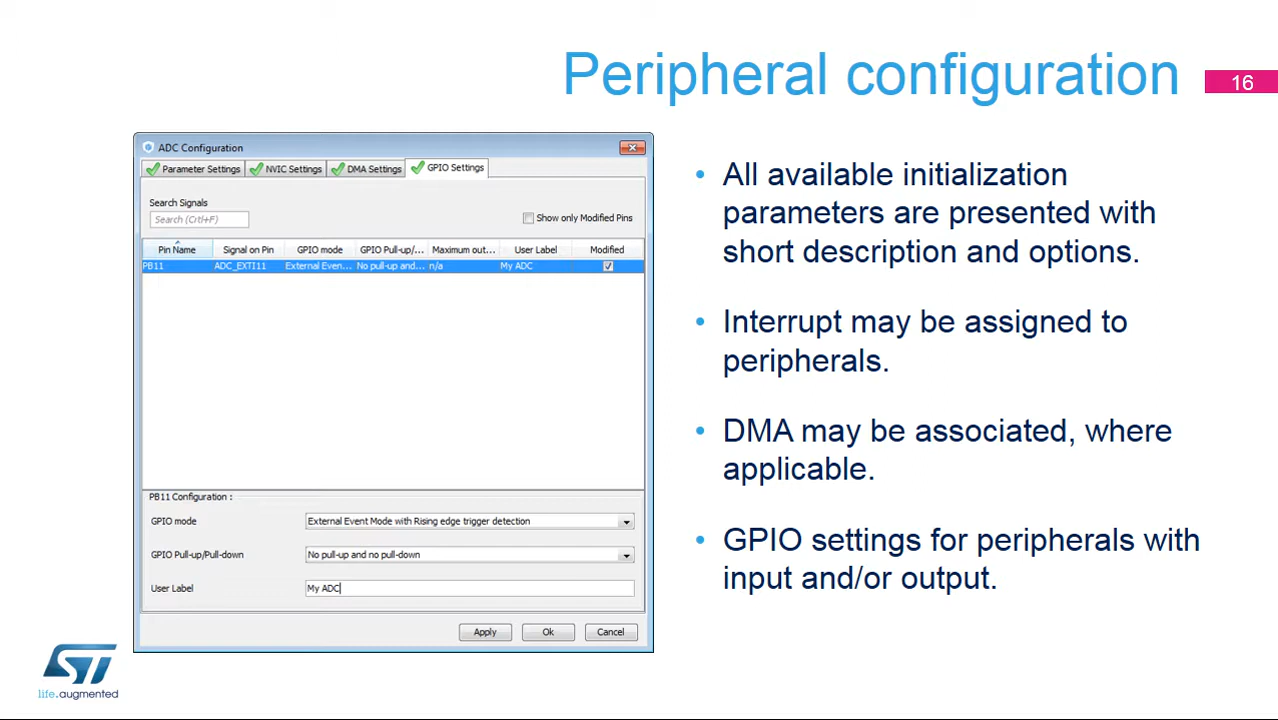 Peripheral configuration
16
ADC Configuration
Parameter Settings NVIC Settings DMA Settings GPIO Settings
Search Signals
Search (Crtl+F)
Show only Modified Pins
Pin Name Signal on Pin GPIO mode GPIO Pull-up/... Maximum out... User Label Modified
PB11 ADC_EXTI11 External Even... No pull-up and... n/a My ADC
PB11 Configuration :
GPIO mode External Event Mode with Rising edge trigger detection
GPIO Pull-up/Pull-down No pull-up and no pull-down
User Label My ADC
Apply Ok Cancel
• All available initialization
parameters are presented with
short description and options.
• Interrupt may be assigned to
peripherals.
• DMA may be associated, where
applicable.
• GPIO settings for peripherals with
input and/or output.
ST
life.augmented